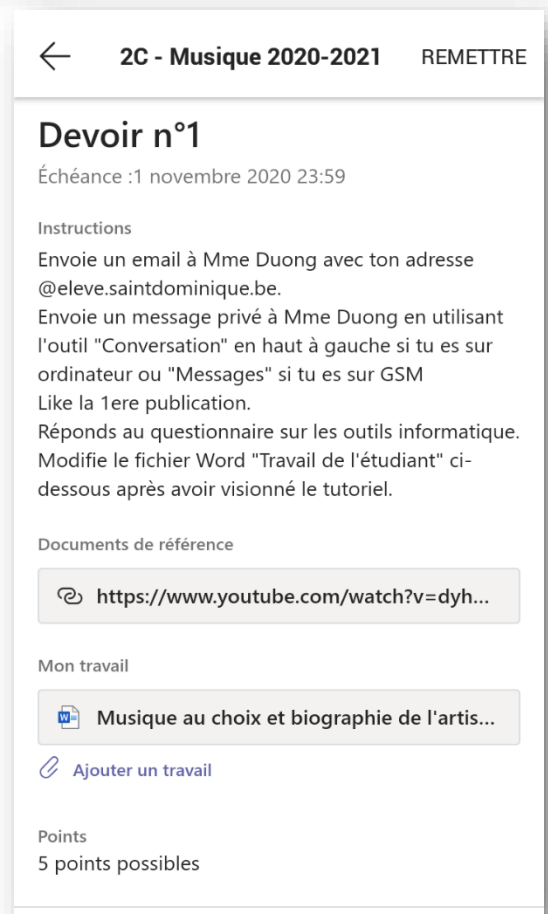 2C - Musique 2020-2021 REMETTRE
Devoir n°1
Échéance :1 novembre 2020 23:59
Instructions
Envoie un email à Mme Duong avec ton adresse
@eleve.saintdominique.be.
Envoie un message privé à Mme Duong en utilisant
l'outil "Conversation" en haut à gauche si tu es sur
ordinateur ou "Messages" si tu es sur GSM
Like la 1ere publication.
Réponds au questionnaire sur les outils informatique.
Modifie le fichier Word "Travail de l'étudiant" ci-
dessous après avoir visionné le tutoriel.
Documents de référence
https://www.youtube.com/watch?v=dyh...
Mon travail
Musique au choix et biographie de l'artis...
Ajouter un travail
Points
5 points possibles